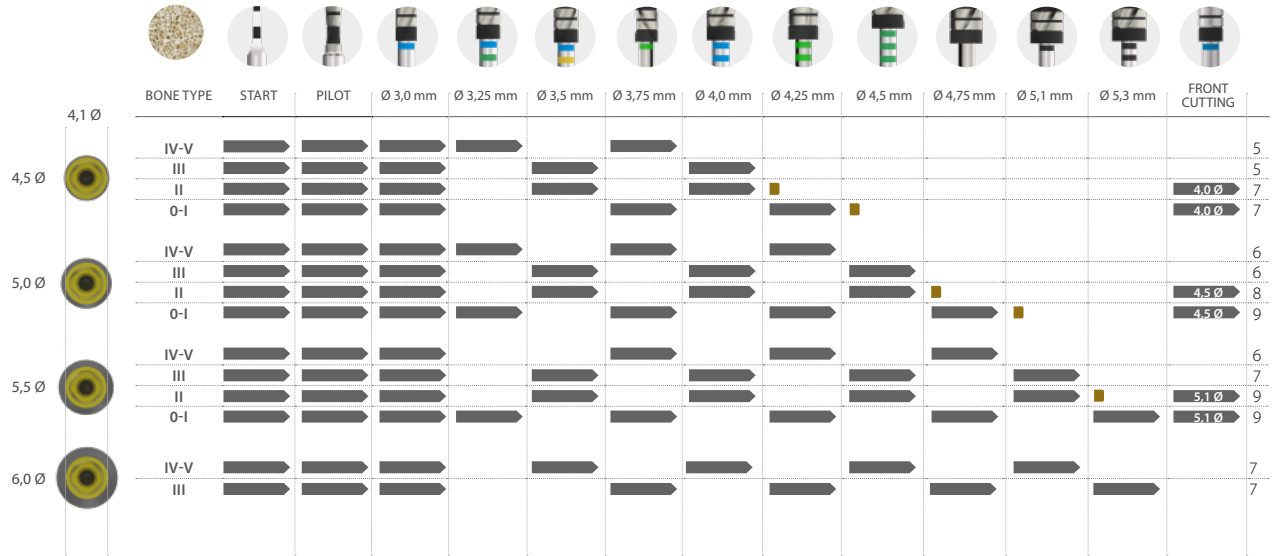 BONE TYPE START PILOT Ø 3,0 mm Ø 3,25 mm Ø 3,5 mm Ø 3,75 mm Ø 4,0 mm Ø 4,25 mm Ø 4,5 mm Ø 4,75 mm Ø 5,1 mm Ø 5,3 mm FRONT CUTTING
4,1 Ø
4,5 Ø
IV-V 5
III 5
II 4,0 Ø 7
0-I 4,0 Ø 7
5,0 Ø
IV-V 6
III 6
II 4,5 Ø 8
0-I 4,5 Ø 9
5,5 Ø
IV-V 6
III 7
II 5,1 Ø 9
0-I 5,1 Ø 9
6,0 Ø
IV-V 7
III 7